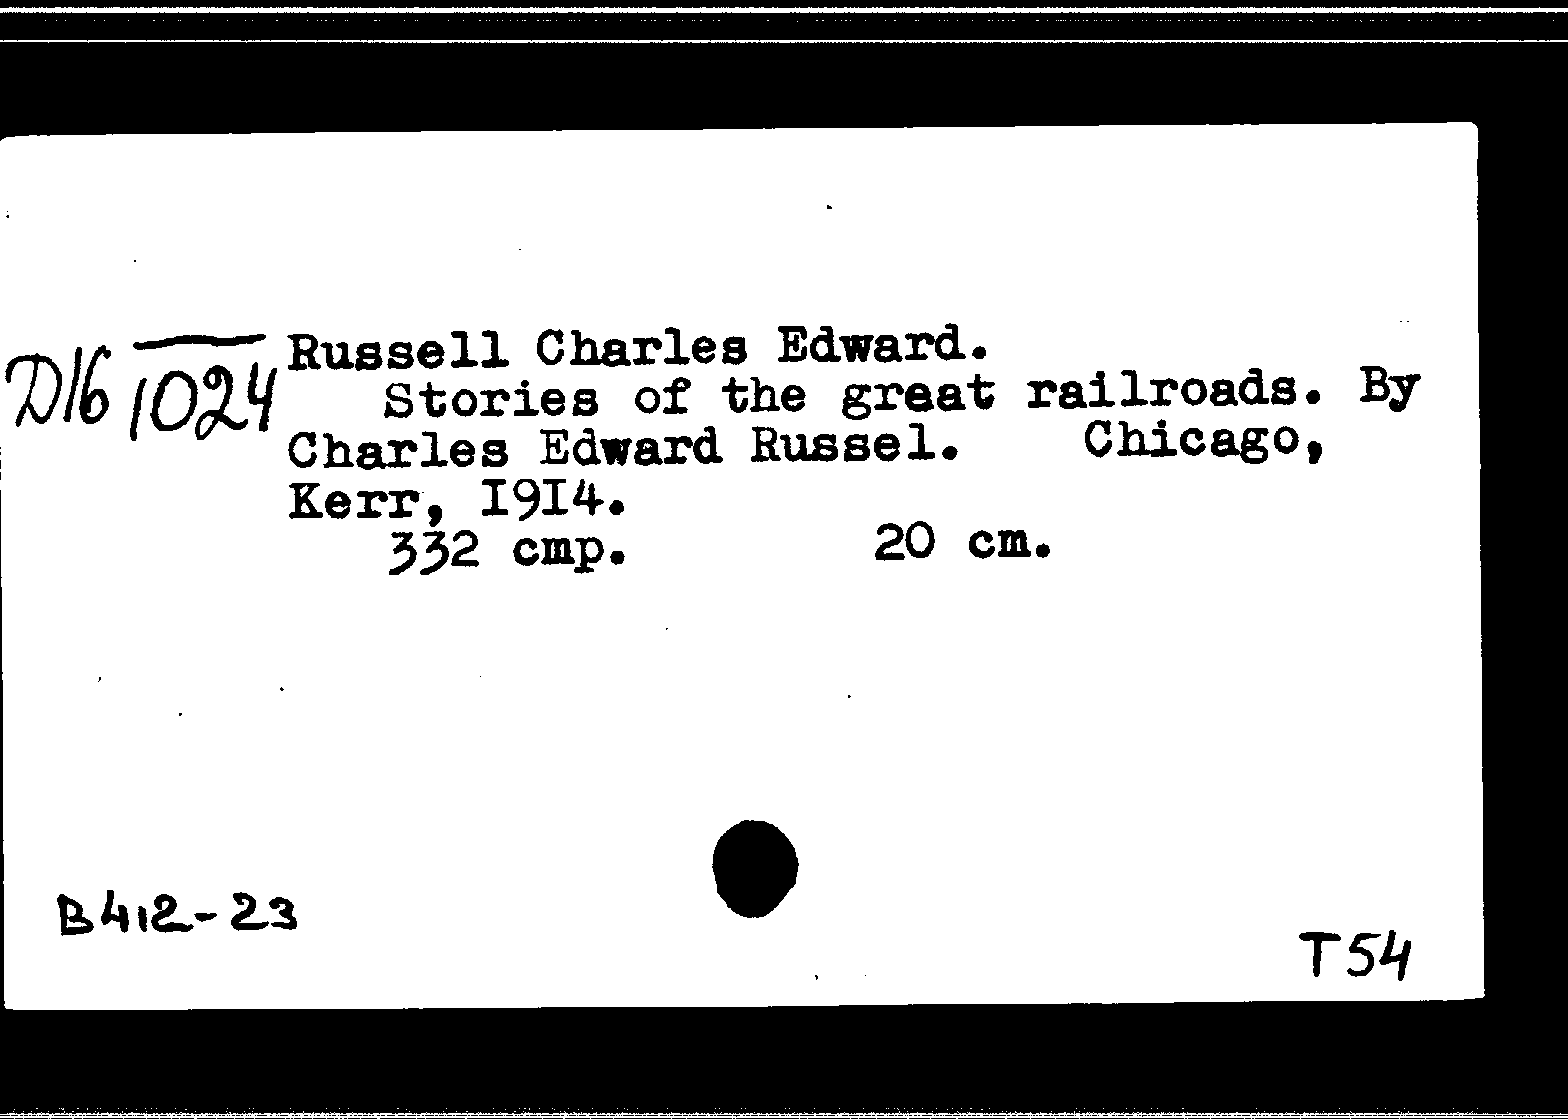 D16 1024
Russell Charles Edward.
Stories of the great railroads. By
Charles Edward Russel. Chicago,
Kerr, I9I4.
332 cmp. 20 cm.
B412-23
T54